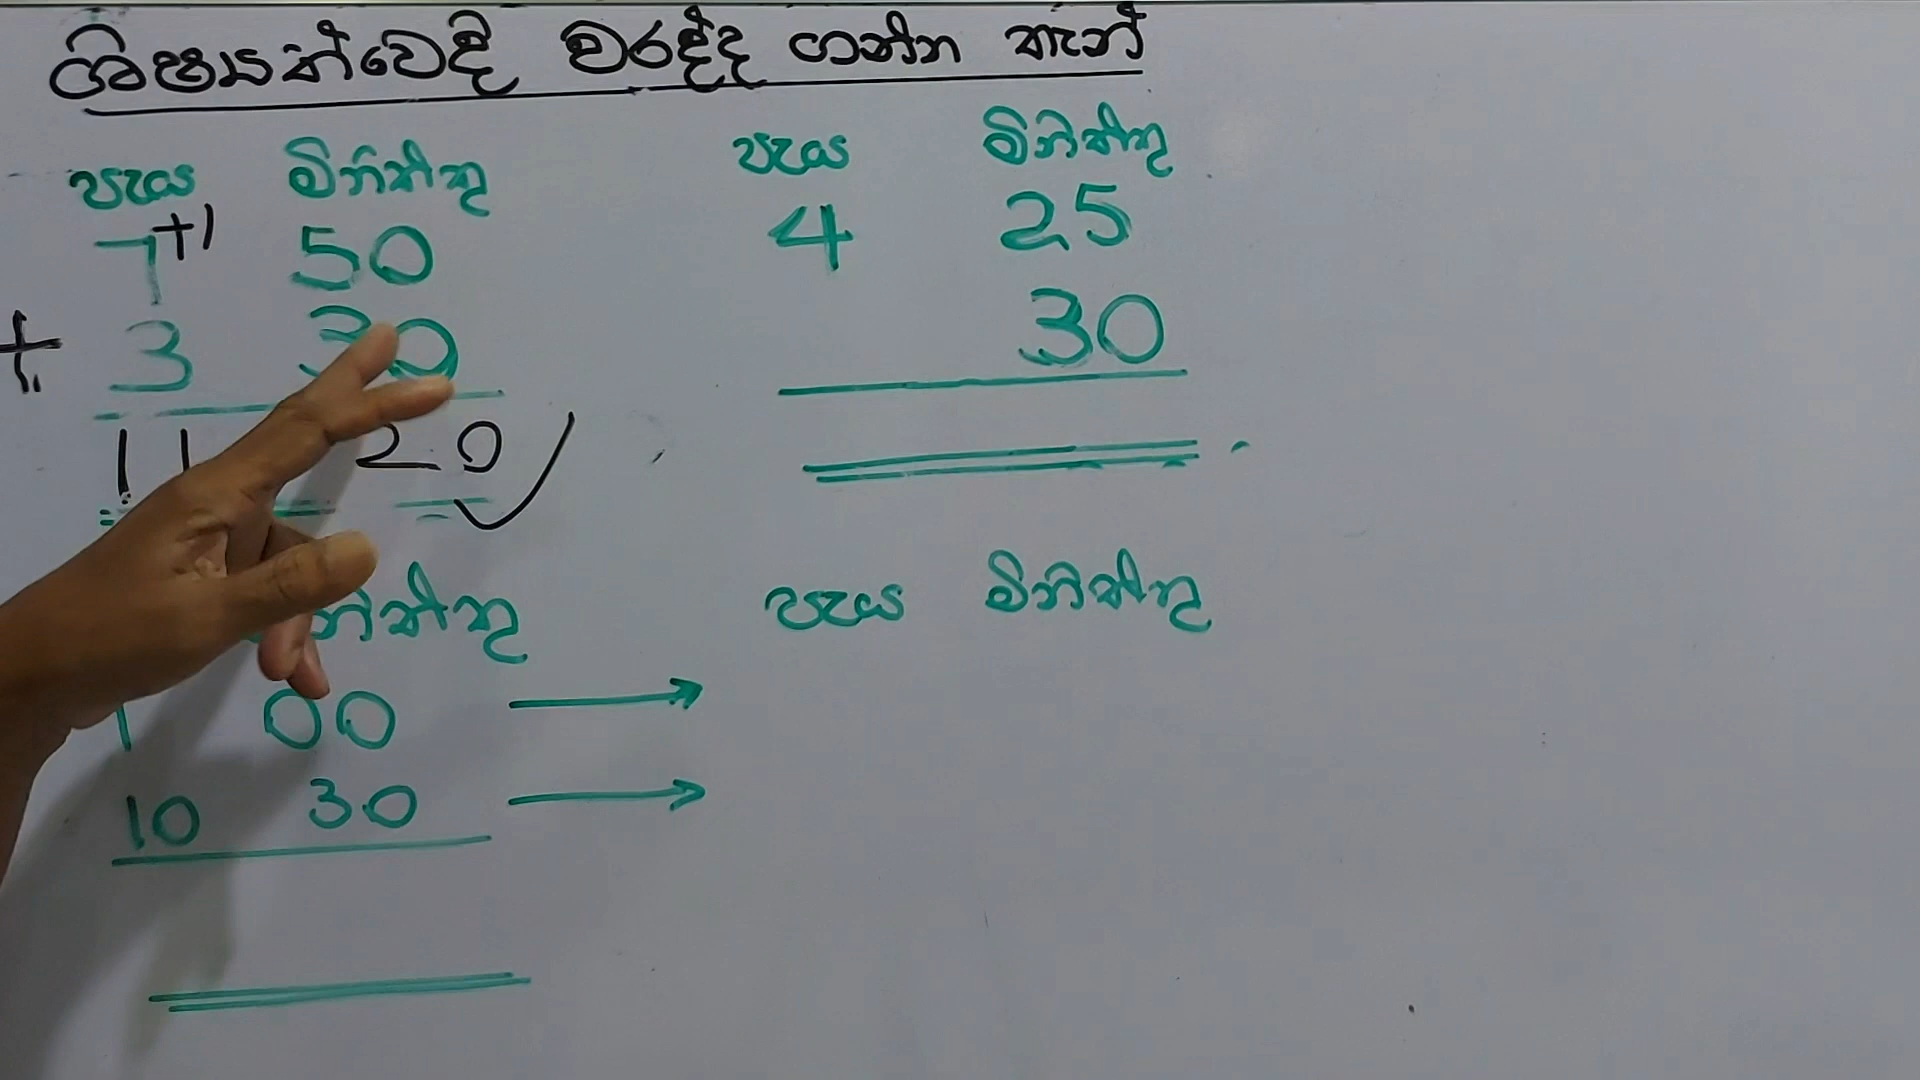 ශිෂ්‍යයන්වෙදි වරද්ද ගන්න තැන්
පැය මිනිත්තු
7+1 50
+ 3 30
11 20
පැය මිනිත්තු
4 25
30
නිත්තු
1 00 →
10 30 →
පැය මිනිත්තු